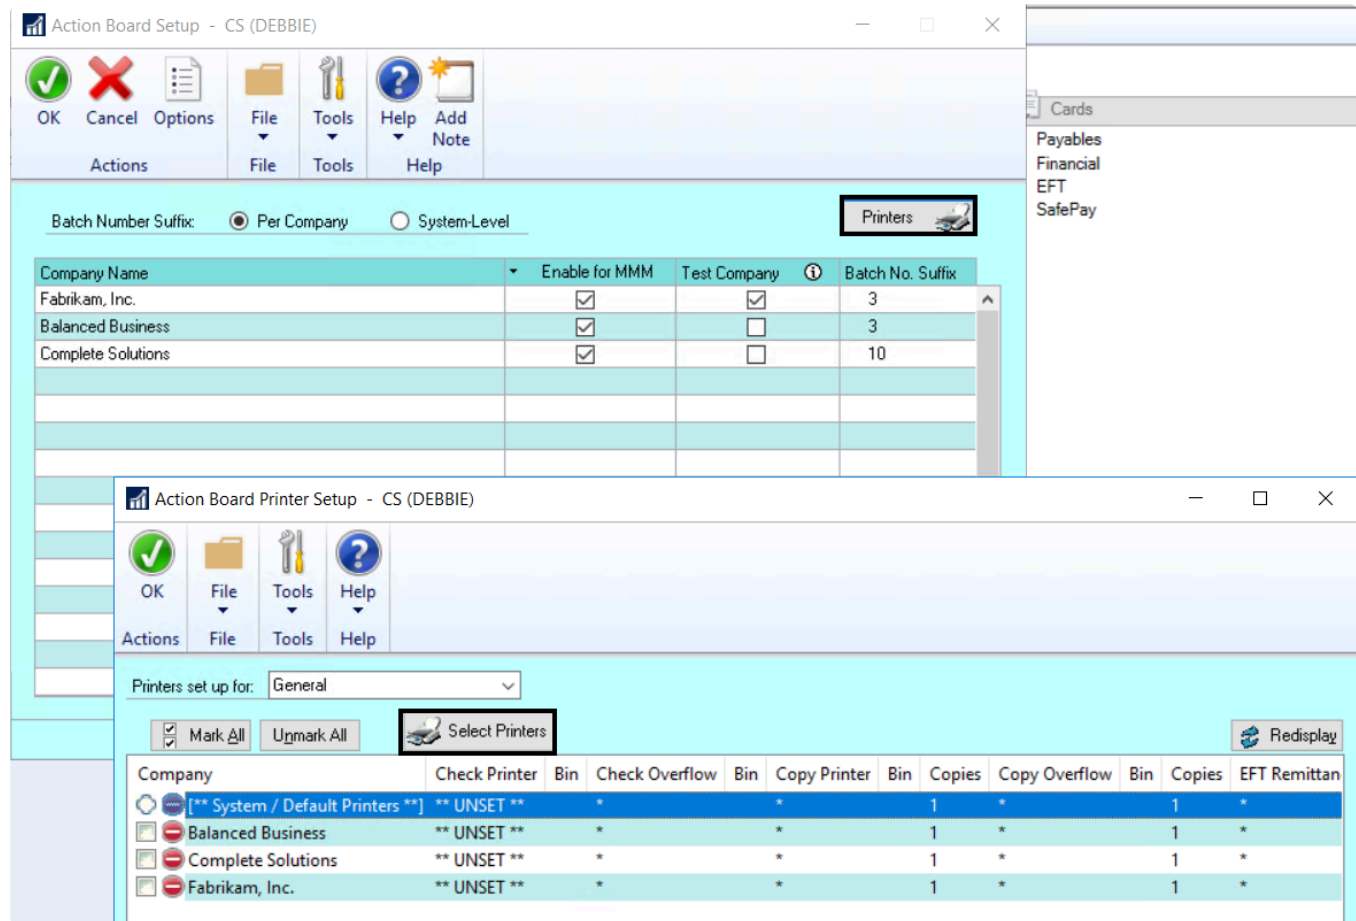 Action Board Setup - CS (DEBBIE)
OK Cancel Options File Tools Help Add Note
Actions File Tools Help
Cards
Payables
Financial
EFT
SafePay
Batch Number Suffix: Per Company System-Level Printers
Company Name Enable for MMM Test Company Batch No. Suffix
Fabrikam, Inc. 3
Balanced Business 3
Complete Solutions 10
Action Board Printer Setup - CS (DEBBIE)
OK File Tools Help
Actions File Tools Help
Printers set up for: General
Mark All Unmark All Select Printers Redisplay
Company Check Printer Bin Check Overflow Bin Copy Printer Bin Copies Copy Overflow Bin Copies EFT Remittan
[** System / Default Printers **] ** UNSET ** * * 1 * 1 *
Balanced Business ** UNSET ** * * 1 * 1 *
Complete Solutions ** UNSET ** * * 1 * 1 *
Fabrikam, Inc. ** UNSET ** * * 1 * 1 *